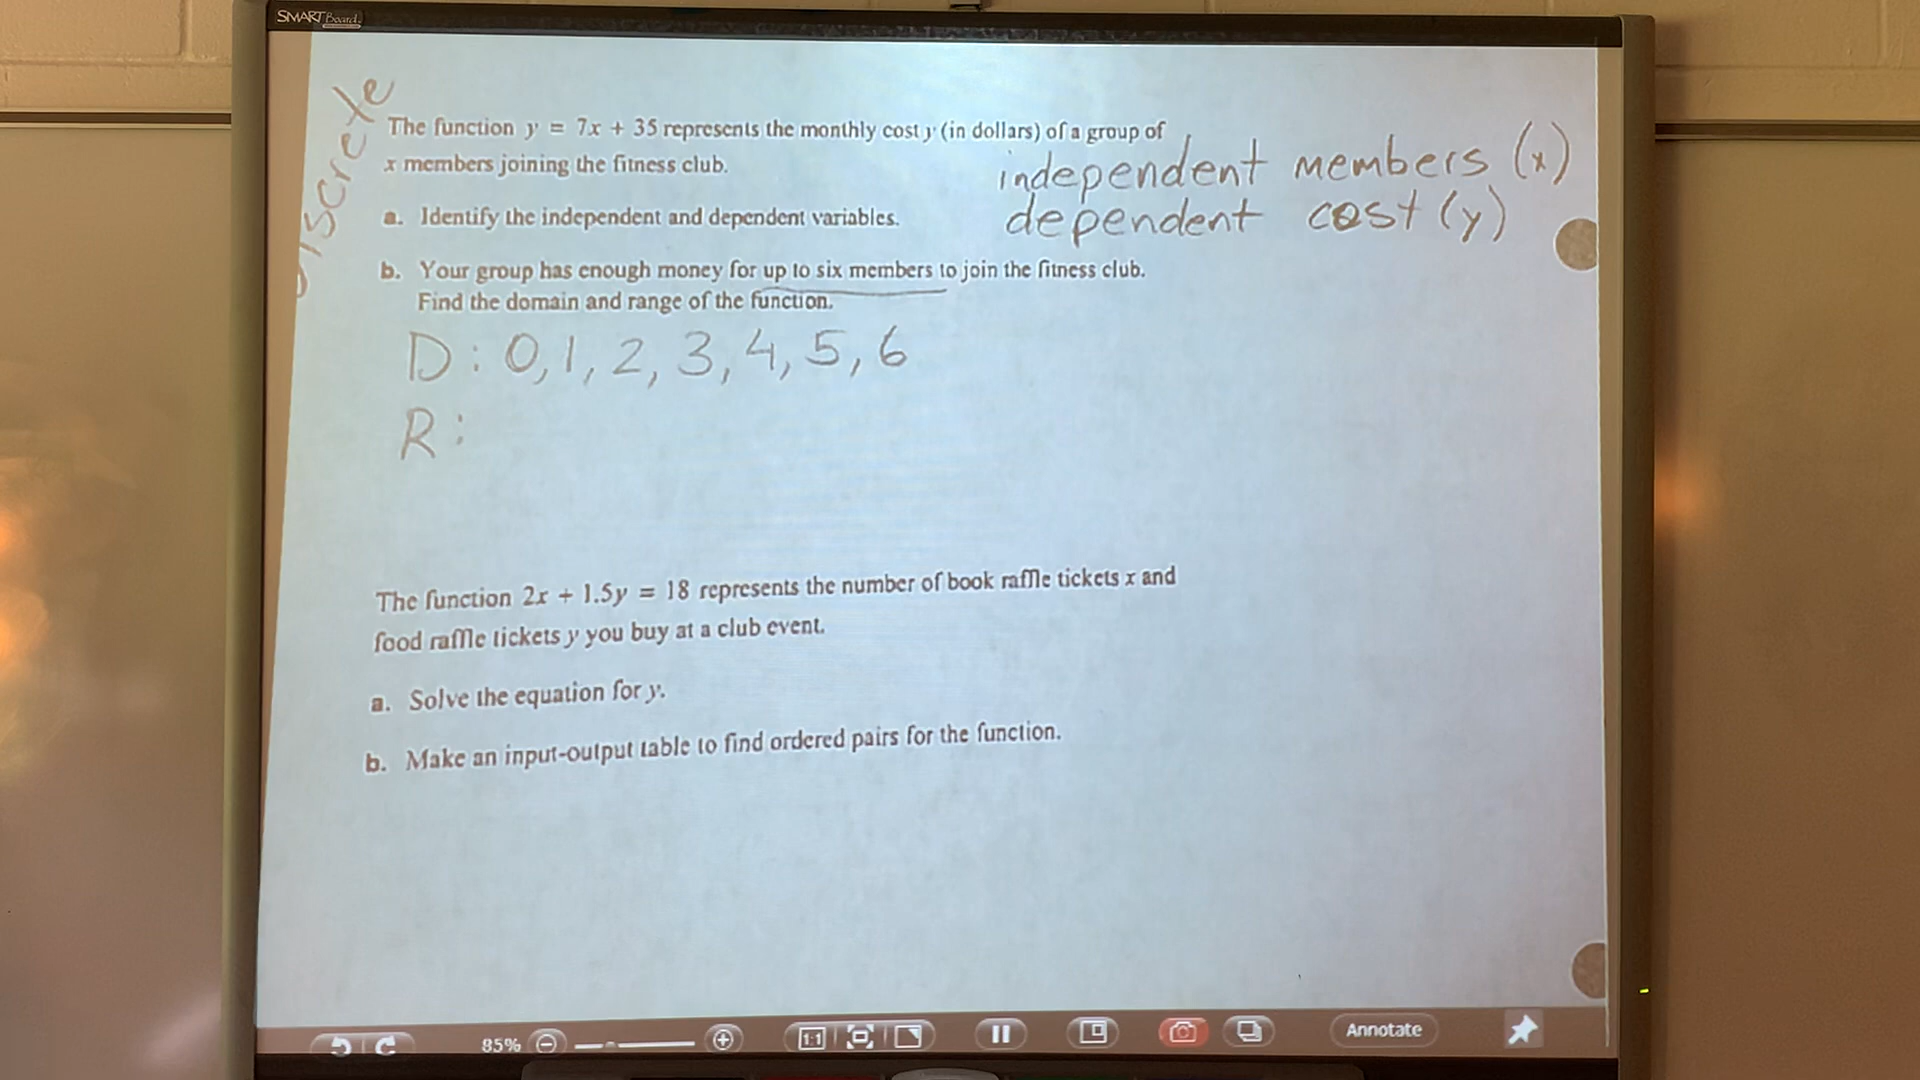 SMART Board
Discrete
The function y = 7x + 35 represents the monthly cost y (in dollars) of a group of
x members joining the fitness club.
independent members (x)
a. Identify the independent and dependent variables.
dependent cost (y)
b. Your group has enough money for up to six members to join the fitness club.
Find the domain and range of the function.
D: 0, 1, 2, 3, 4, 5, 6
R:
The function 2x + 1.5y = 18 represents the number of book raffle tickets x and
food raffle tickets y you buy at a club event.
a. Solve the equation for y.
b. Make an input-output table to find ordered pairs for the function.
85%
1:1
Annotate